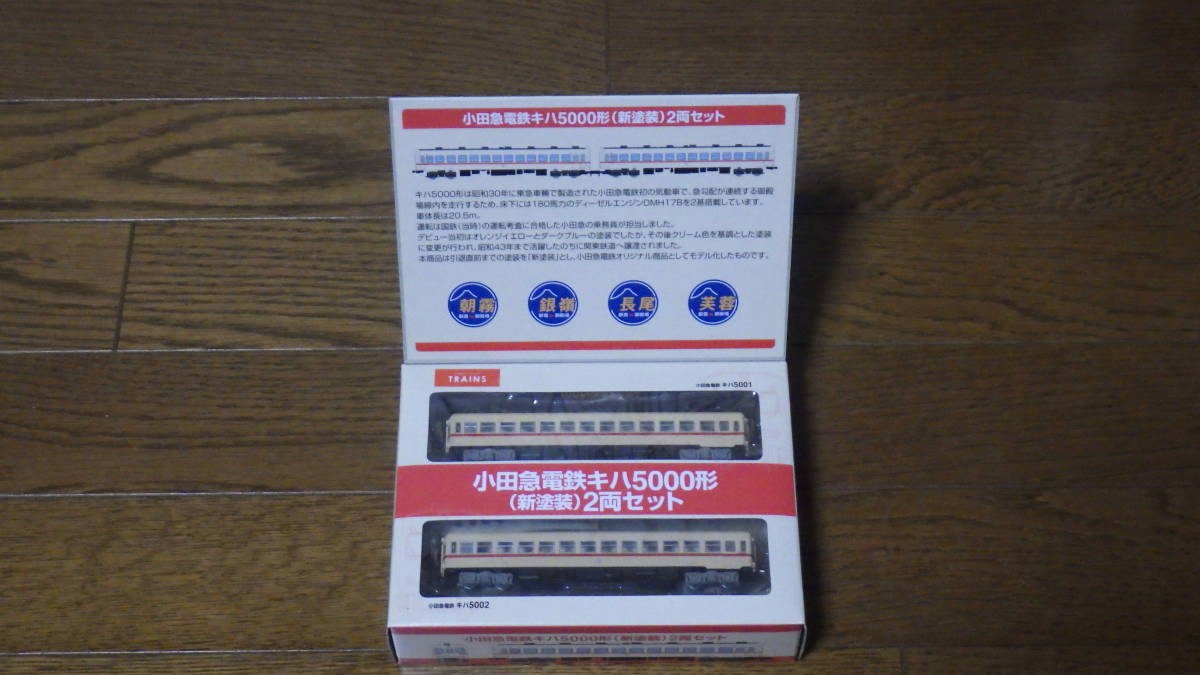 小田急電鉄キハ5000形（新塗装）2両セット
キハ5000形は昭和30年に東急車輛で製造された小田急電鉄初の気動車で、急勾配が連続する御殿
場線内を走行するため、床下には180馬力のディーゼルエンジンDMH17Bを2基搭載しています。
車体長は20.5m。
運転は国鉄（当時）の運転考査に合格した小田急の乗務員が担当しました。
デビュー当初はオレンジイエローとダークブルーの塗装でしたが、その後クリーム色を基調とした塗装
に変更が行われ、昭和43年まで活躍したのちに関東鉄道へ譲渡されました。
本商品は引退直前までの塗装を「新塗装」とし、小田急電鉄オリジナル商品としてモデル化したものです。
朝霧
銀嶺
長尾
芙蓉
TRAINS
小田急電鉄 キハ5001
小田急電鉄キハ5000形
（新塗装）2両セット
小田急電鉄 キハ5002
小田急電鉄キハ5000形（新塗装）2両セット